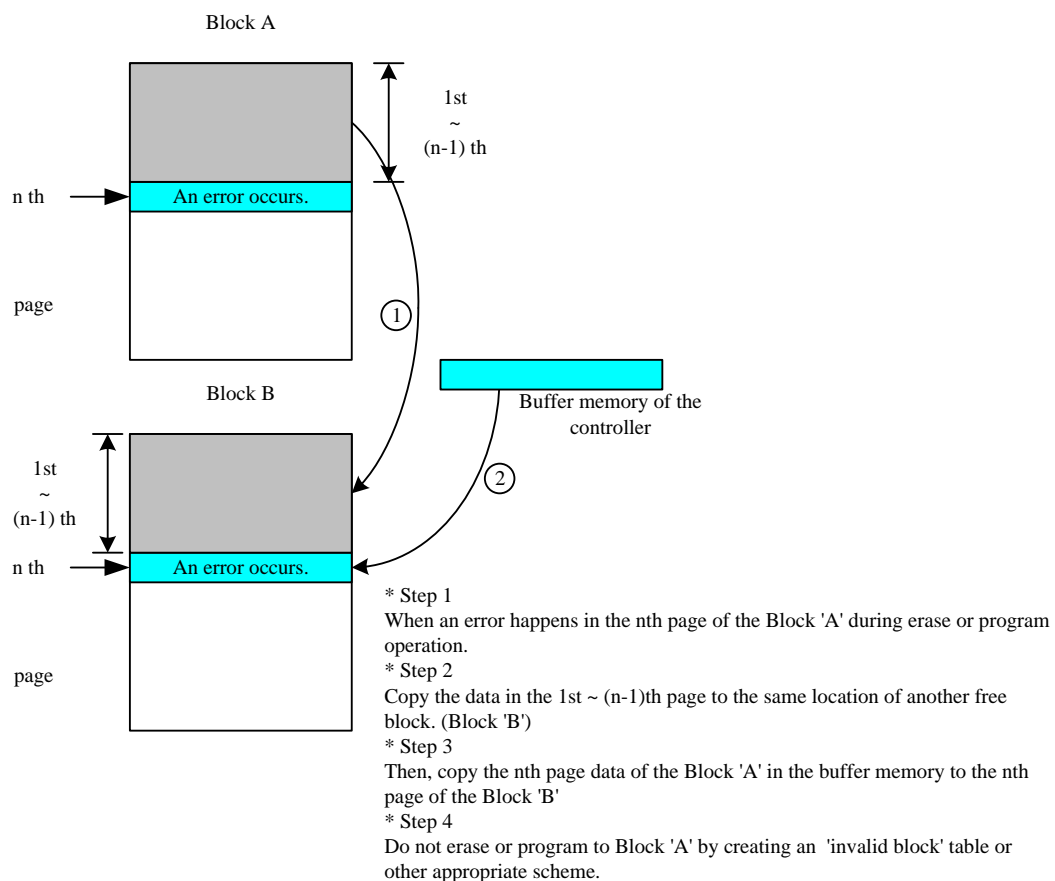 Block A
1st
~
(n-1) th
n th
An error occurs.
page
1
Buffer memory of the
controller
Block B
1st
~
(n-1) th
2
n th
An error occurs.
page
* Step 1
When an error happens in the nth page of the Block 'A' during erase or program
operation.
* Step 2
Copy the data in the 1st ~ (n-1)th page to the same location of another free
block. (Block 'B')
* Step 3
Then, copy the nth page data of the Block 'A' in the buffer memory to the nth
page of the Block 'B'
* Step 4
Do not erase or program to Block 'A' by creating an 'invalid block' table or
other appropriate scheme.